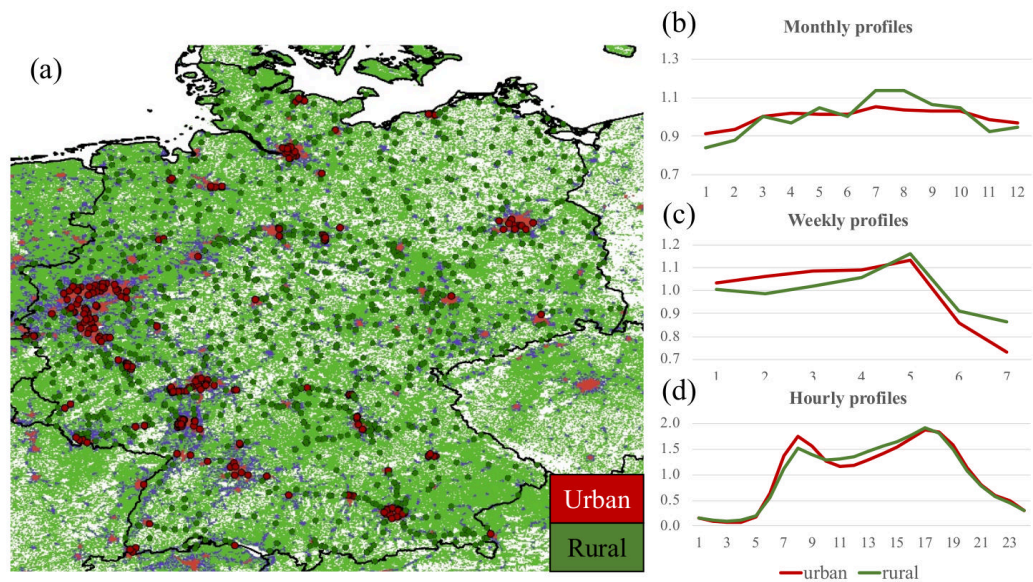 (a)
Urban
Rural
(b)
Monthly profiles
1.3
1.1
0.9
0.7
1 2 3 4 5 6 7 8 9 10 11 12
(c)
Weekly profiles
1.2
1.1
1.0
0.9
0.8
0.7
1 2 3 4 5 6 7
(d)
Hourly profiles
2.0
1.5
1.0
0.5
0.0
1 3 5 7 9 11 13 15 17 19 21 23
urban rural